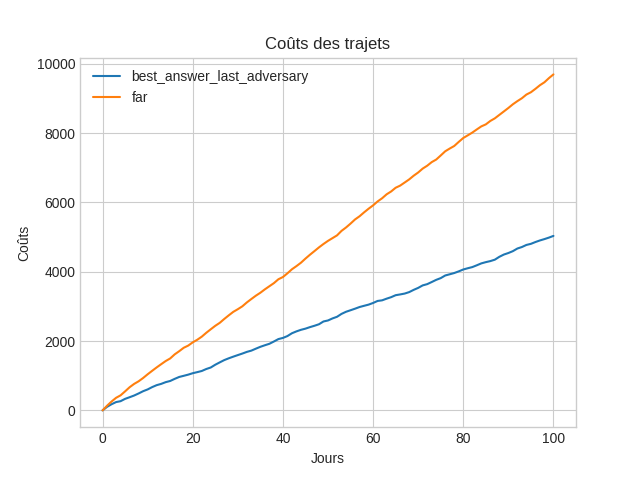 Coûts des trajets
best_answer_last_adversary
far
10000
8000
6000
4000
2000
0
Coûts
0 20 40 60 80 100
Jours